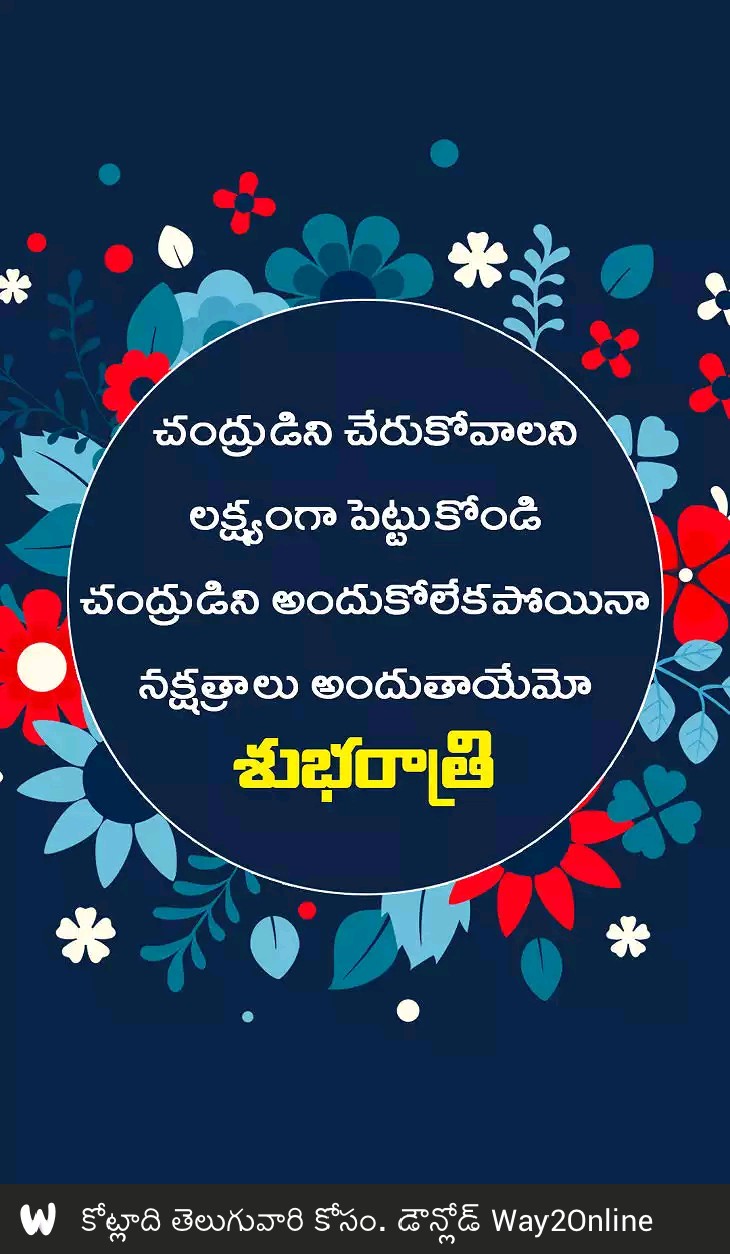 చంద్రుడిని చేరుకోవాలని
లక్ష్యంగా పెట్టుకోండి
చంద్రుడిని అందుకోలేకపోయినా
నక్షత్రాలు అందుతాయేమో
శుభరాత్రి
W కోట్లాది తెలుగువారి కోసం. డౌన్లోడ్ Way2Online